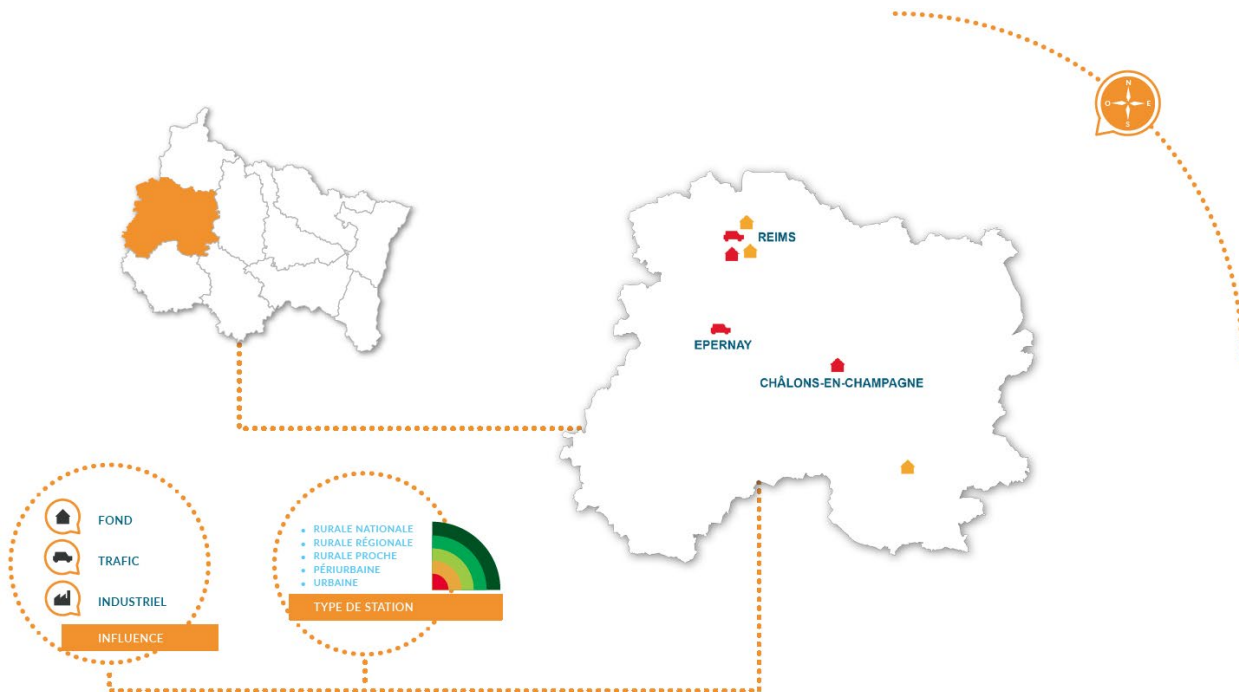 N
O E
S
REIMS
EPERNAY
CHÂLONS-EN-CHAMPAGNE
FOND
TRAFIC
INDUSTRIEL
INFLUENCE
RURALE NATIONALE
RURALE RÉGIONALE
RURALE PROCHE
PÉRIURBAINE
URBAINE
TYPE DE STATION